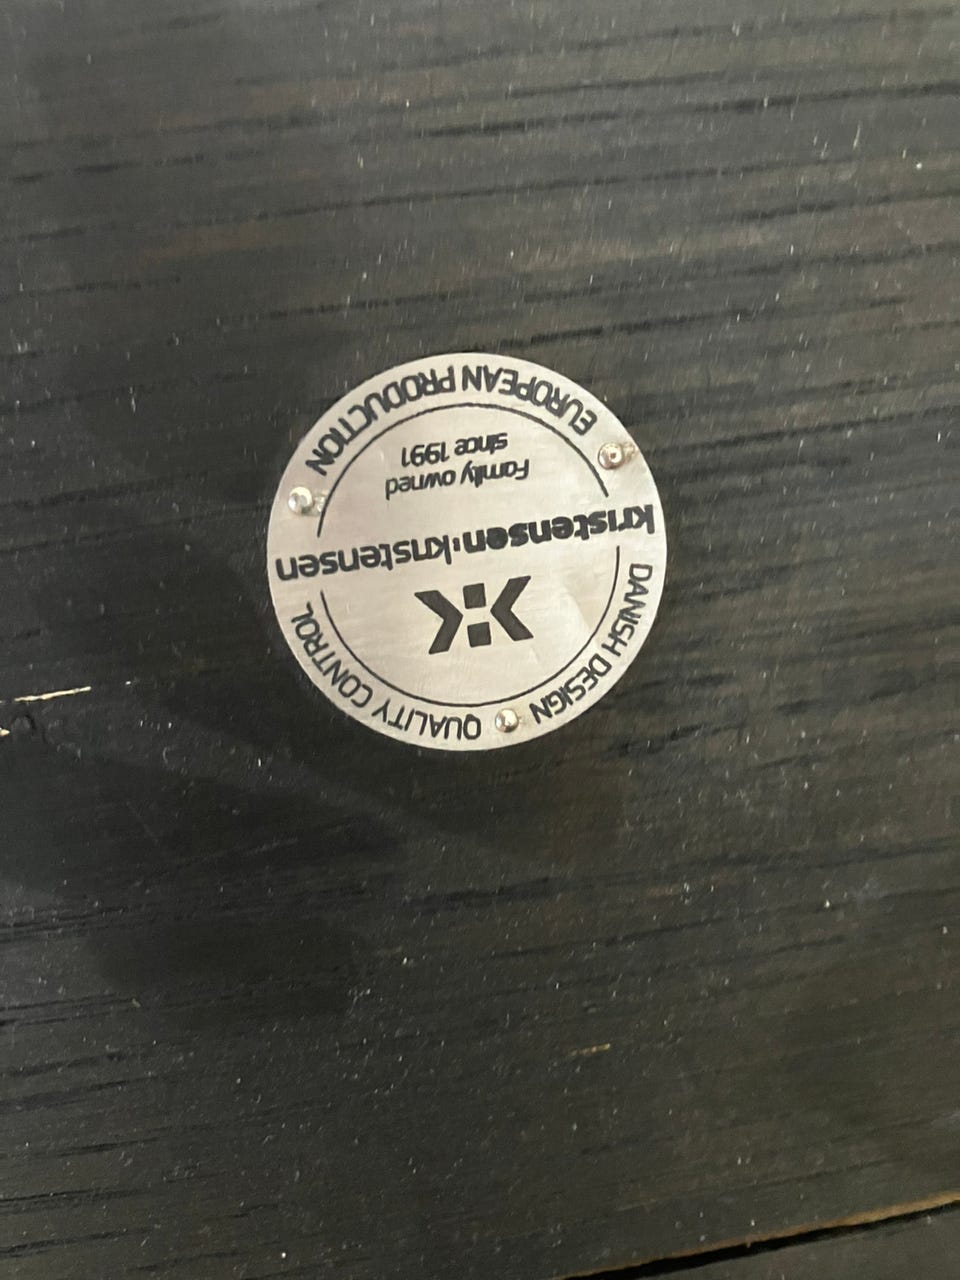 QUALITY CONTROL
DANISH DESIGN
kristensen:kristensen
Family owned
since 1991
EUROPEAN PRODUCTION